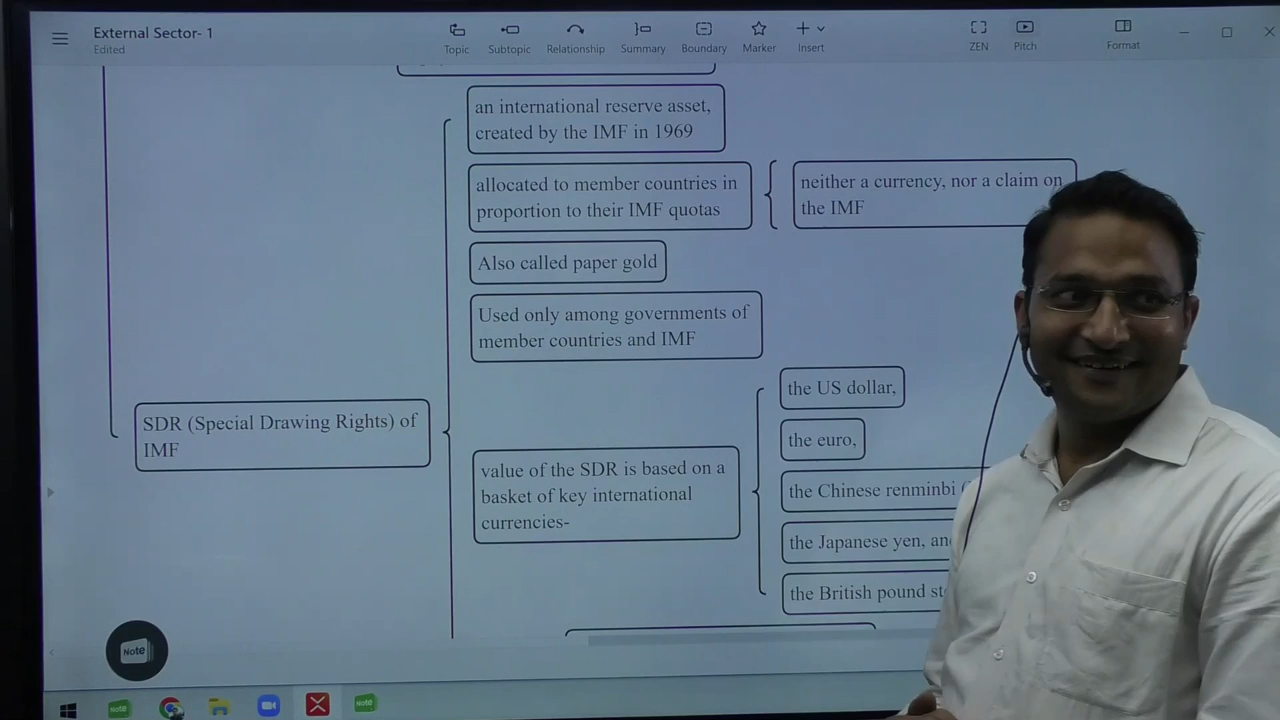 External Sector- 1
Edited
Topic
Subtopic
Relationship
Summary
Boundary
Marker
Insert
ZEN
Pitch
Format
an international reserve asset,
created by the IMF in 1969
allocated to member countries in
proportion to their IMF quotas
neither a currency, nor a claim on
the IMF
Also called paper gold
Used only among governments of
member countries and IMF
SDR (Special Drawing Rights) of
IMF
value of the SDR is based on a
basket of key international
currencies-
the US dollar,
the euro,
the Chinese renminbi
the Japanese yen,
the British pound
Note
Note
Note